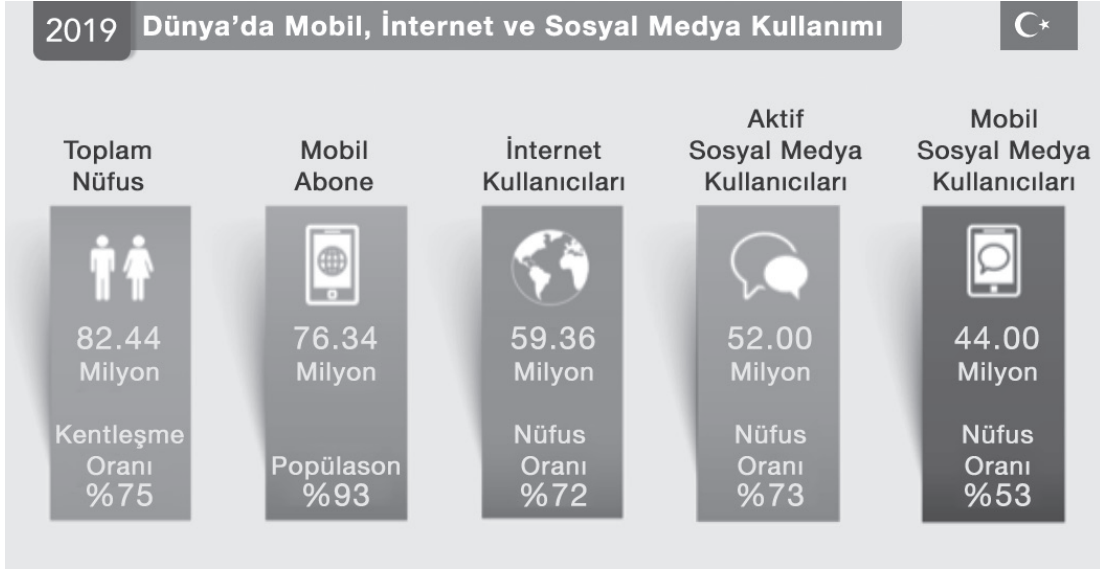 2019 Dünya’da Mobil, İnternet ve Sosyal Medya Kullanımı
Toplam
Nüfus
82.44
Milyon
Kentleşme
Oranı
%75
Mobil
Abone
76.34
Milyon
Popülason
%93
İnternet
Kullanıcıları
59.36
Milyon
Nüfus
Oranı
%72
Aktif
Sosyal Medya
Kullanıcıları
52.00
Milyon
Nüfus
Oranı
%73
Mobil
Sosyal Medya
Kullanıcıları
44.00
Milyon
Nüfus
Oranı
%53